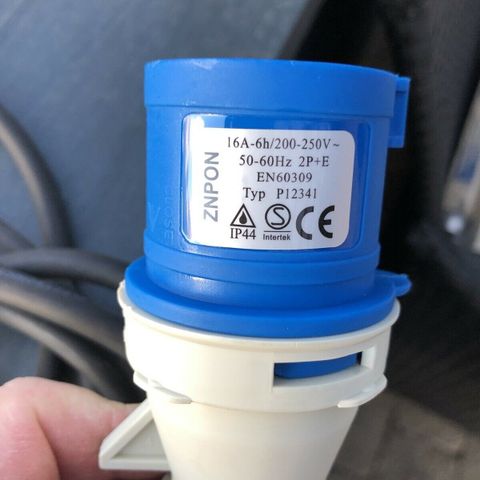 ZNPON
16A-6h/200-250V~
50-60Hz 2P+E
EN60309
Typ P12341
IP44
S
Intertek
CE